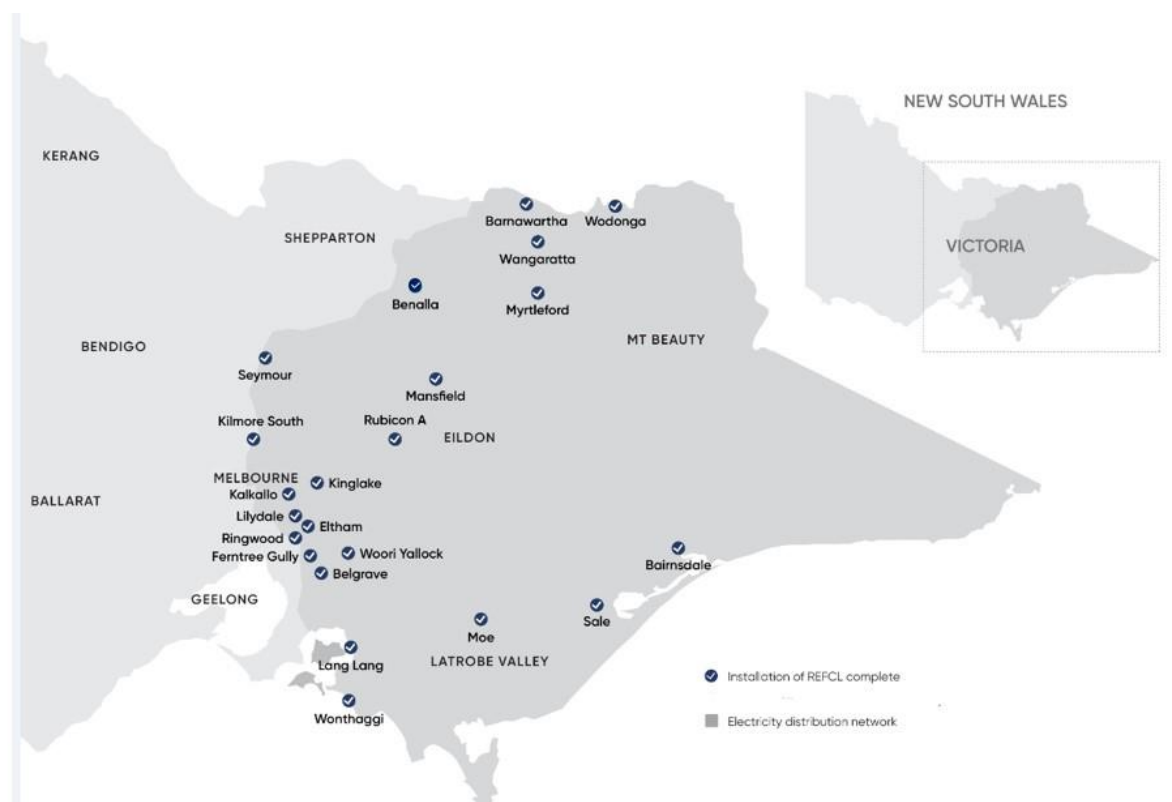 NEW SOUTH WALES
KERANG
Barnawartha
Wodonga
SHEPPARTON
VICTORIA
Wangaratta
Benalla
Myrtleford
MT BEAUTY
BENDIGO
Seymour
Mansfield
Kilmore South
Rubicon A
EILDON
MELBOURNE
Kinglake
Kalkallo
BALLARAT
Lilydale
Eltham
Ringwood
Ferntree Gully
Woori Yallock
Belgrave
Bairnsdale
GEELONG
Sale
Moe
Lang Lang
LATROBE VALLEY
Installation of REFCL complete
Wonthaggi
Electricity distribution network